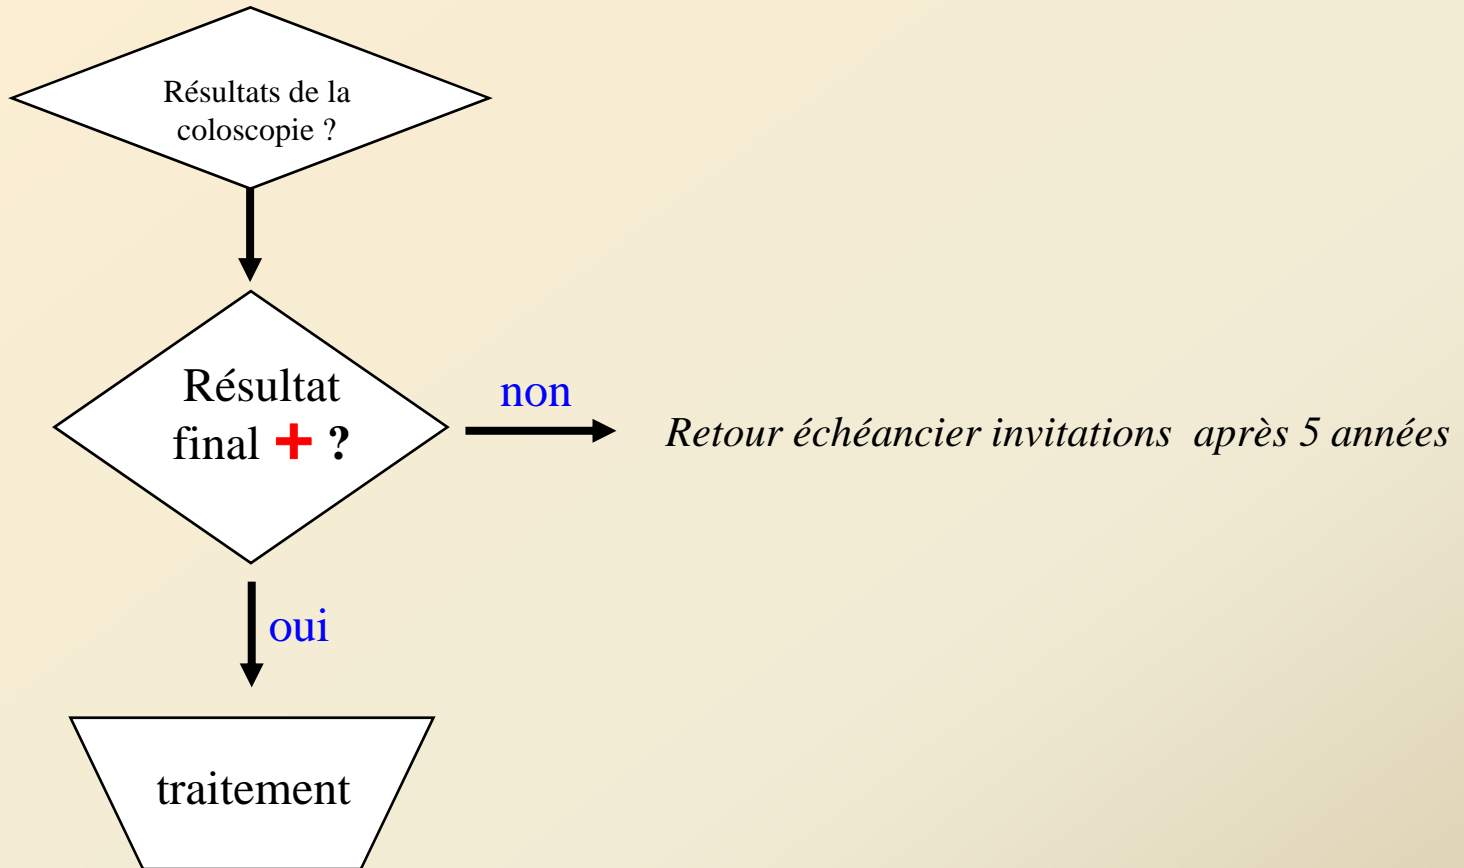 Résultats de la
coloscopie ?
Résultat
final + ?
non
Retour échéancier invitations après 5 années
oui
traitement